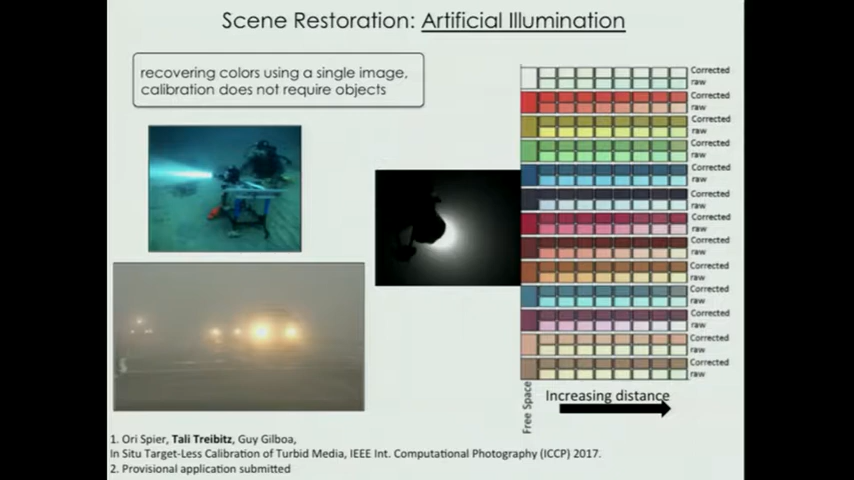 Scene Restoration: Artificial Illumination
recovering colors using a single image,
calibration does not require objects
Corrected
raw
Corrected
raw
Corrected
raw
Corrected
raw
Corrected
raw
Corrected
raw
Corrected
raw
Corrected
raw
Corrected
raw
Corrected
raw
Corrected
raw
Corrected
raw
Corrected
raw
Free Space
Increasing distance
1. Ori Spier, Tali Treibitz, Guy Gilboa,
In Situ Target-Less Calibration of Turbid Media, IEEE Int. Computational Photography (ICCP) 2017.
2. Provisional application submitted